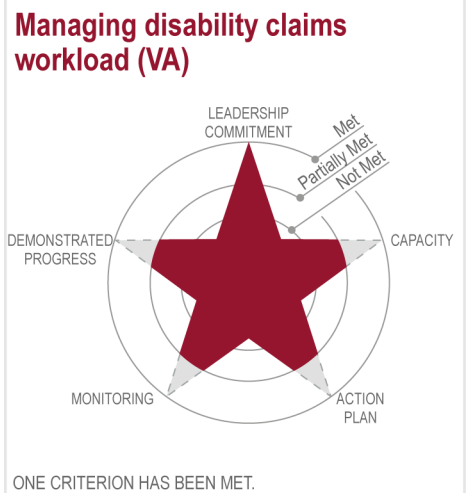 Managing disability claims
workload (VA)
LEADERSHIP
COMMITMENT
Met
Partially Met
Not Met
DEMONSTRATED
PROGRESS
CAPACITY
MONITORING
ACTION
PLAN
ONE CRITERION HAS BEEN MET.